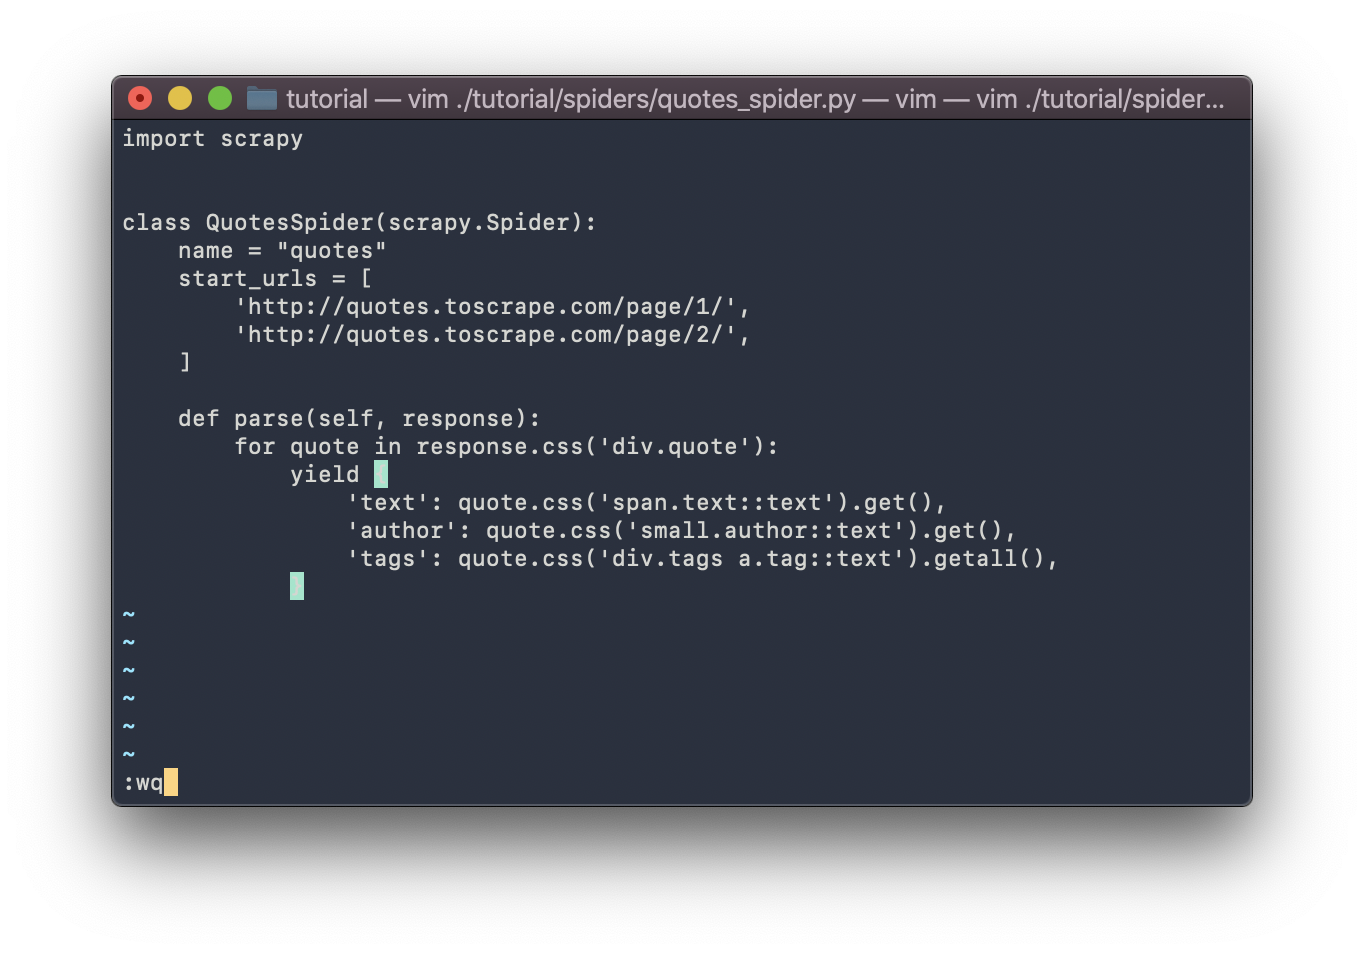 tutorial — vim ./tutorial/spiders/quotes_spider.py — vim — vim ./tutorial/spider...
import scrapy
class QuotesSpider(scrapy.Spider):
    name = "quotes"
    start_urls = [
        'http://quotes.toscrape.com/page/1/',
        'http://quotes.toscrape.com/page/2/',
    ]
    def parse(self, response):
        for quote in response.css('div.quote'):
            yield {
                'text': quote.css('span.text::text').get(),
                'author': quote.css('small.author::text').get(),
                'tags': quote.css('div.tags a.tag::text').getall(),
            }
~
~
~
~
~
~
:wq